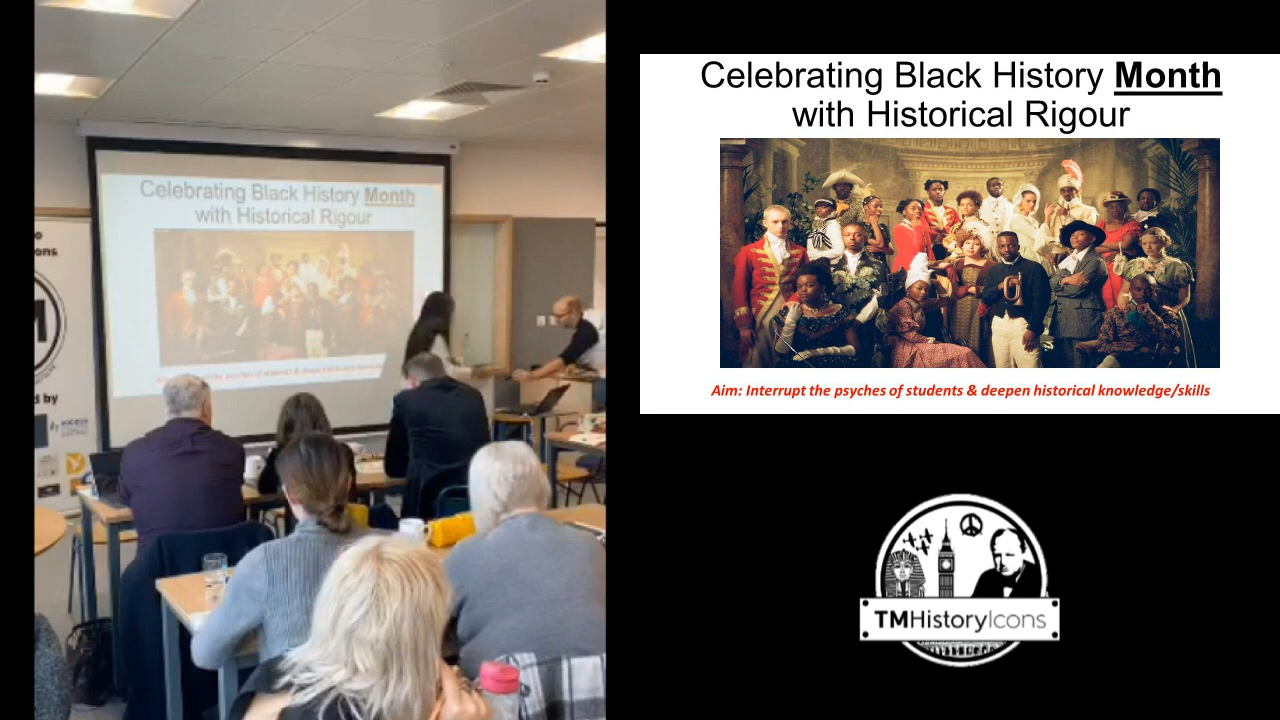 Celebrating Black History Month
with Historical Rigour
d by
Celebrating Black History Month
with Historical Rigour
Aim: Interrupt the psyches of students & deepen historical knowledge/skills
TMHistoryIcons